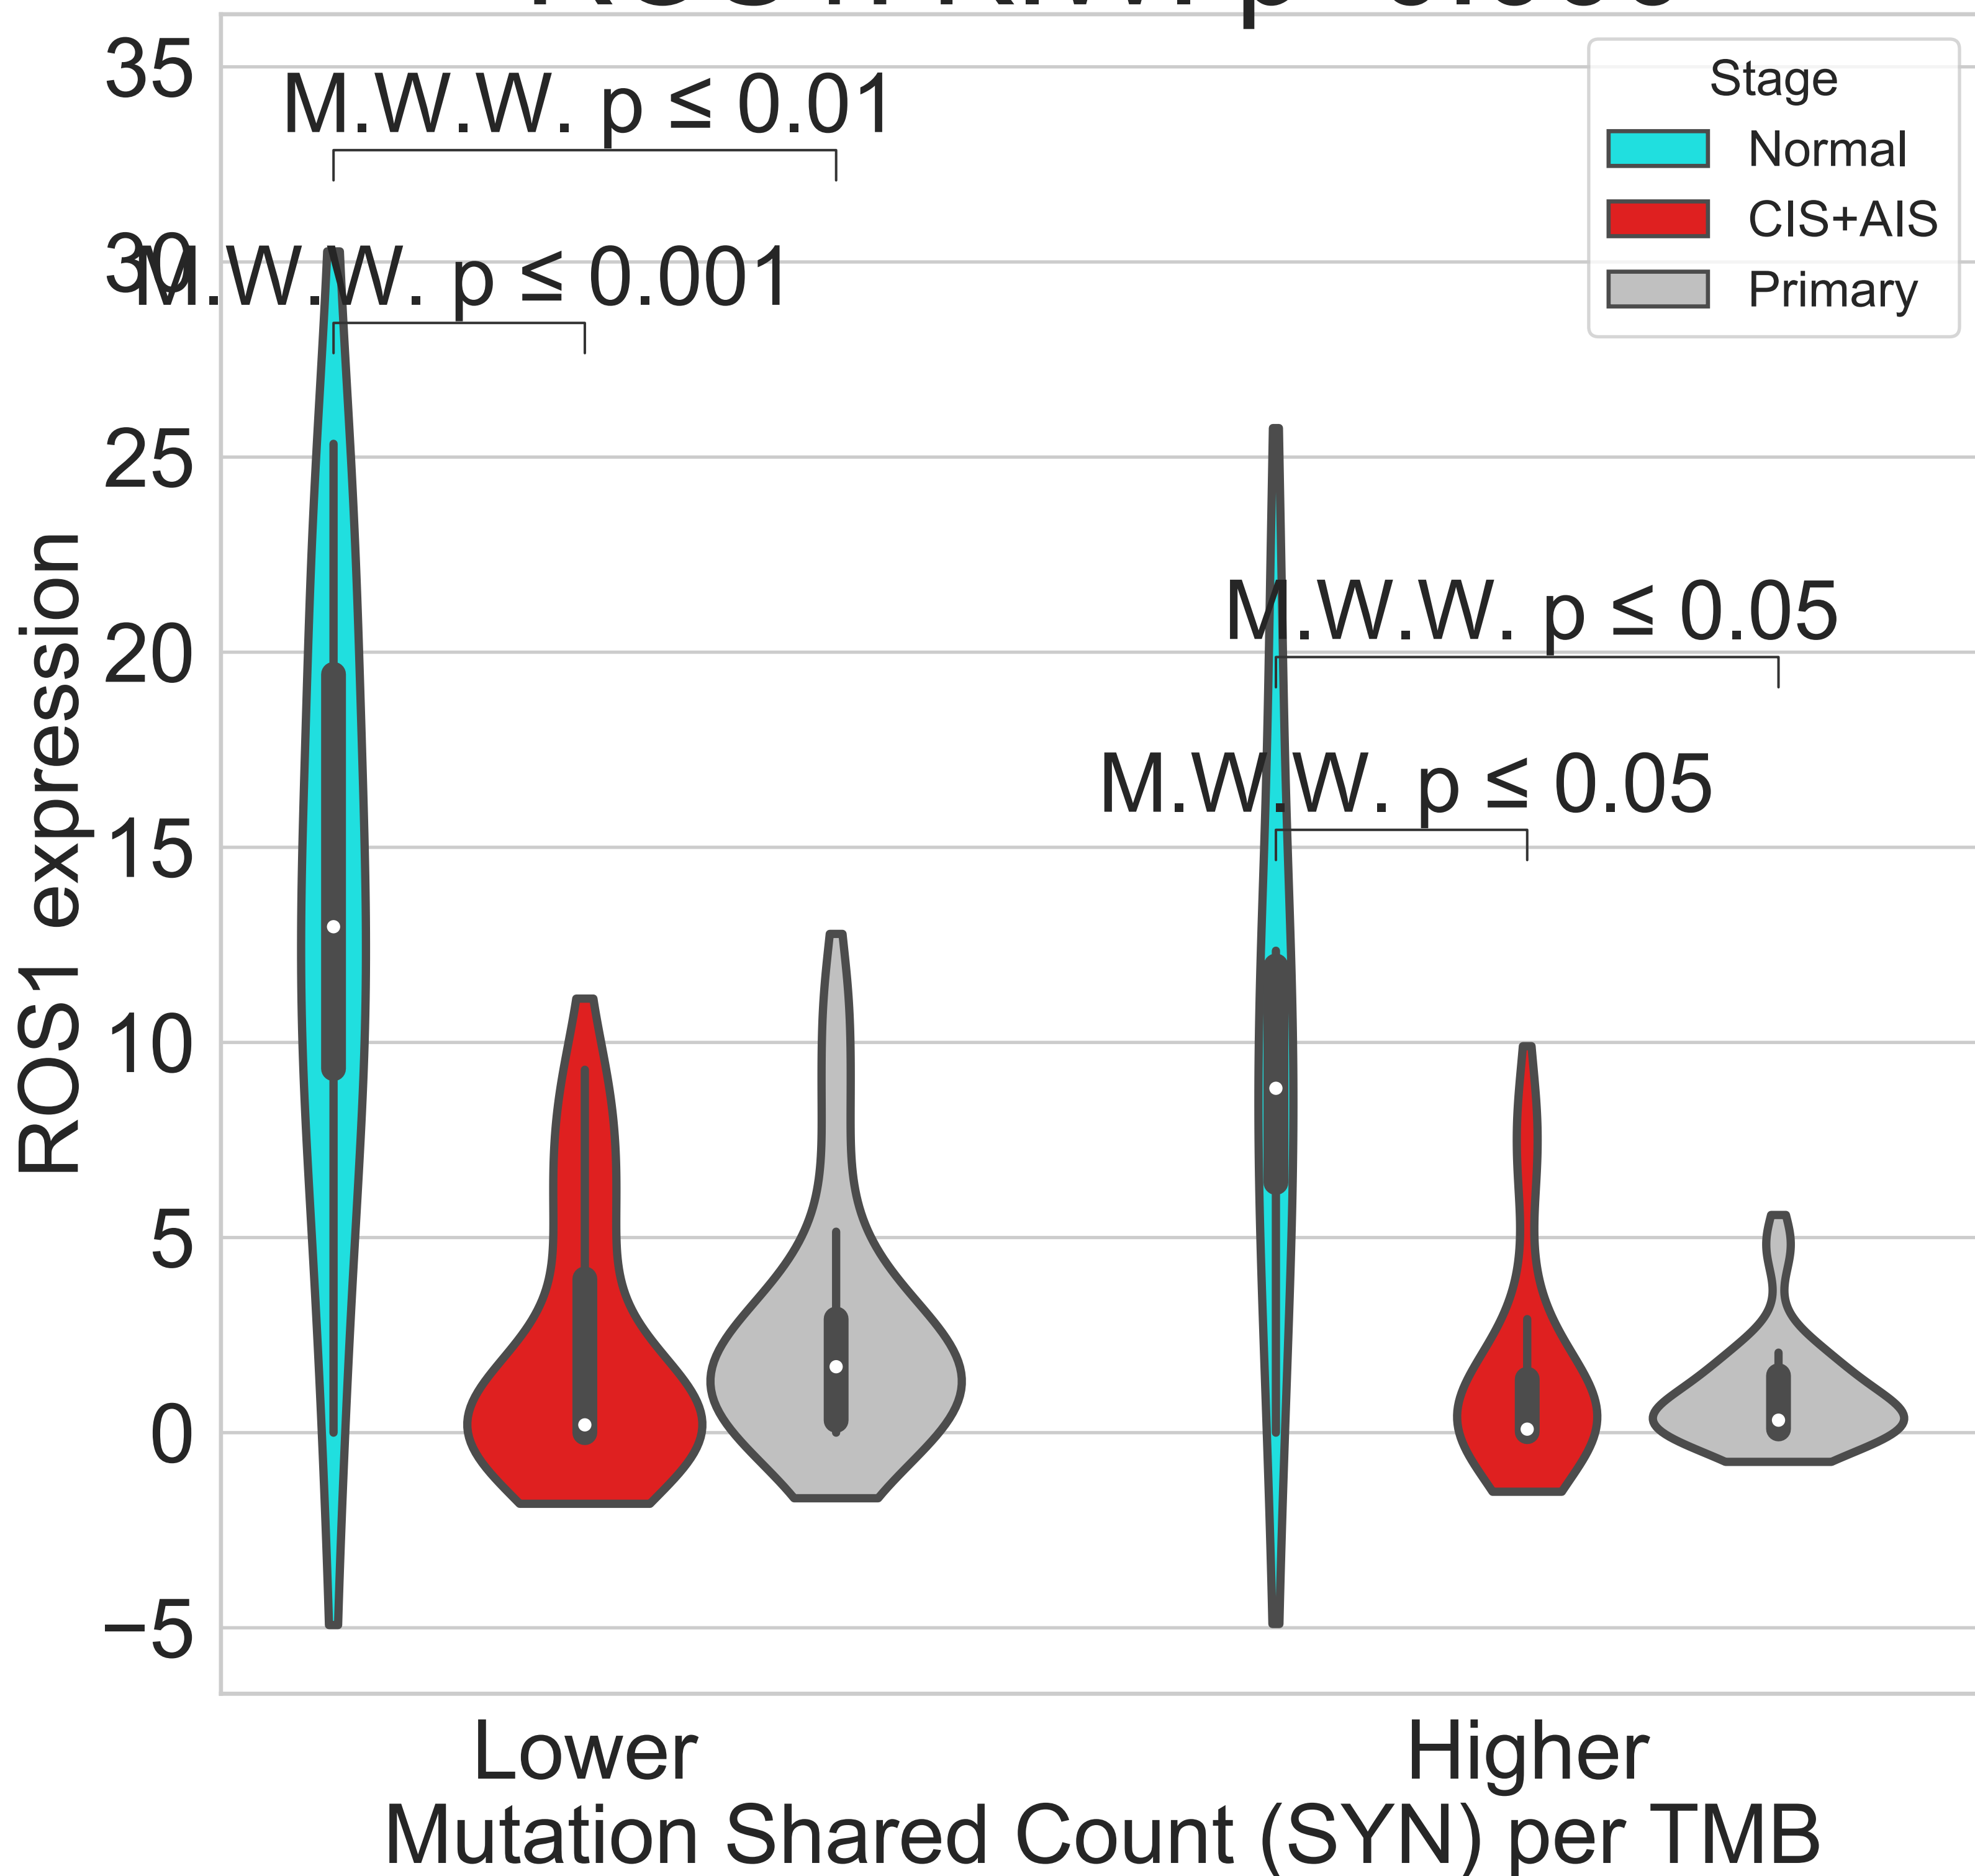 35
30
25
20
15
10
5
0
−5
ROS1 expression
M.W.W. p ≤ 0.01
M.W.W. p ≤ 0.001
M.W.W. p ≤ 0.05
M.W.W. p ≤ 0.05
Stage
Normal
CIS+AIS
Primary
Lower
Higher
Mutation Shared Count (SYN) per TMB